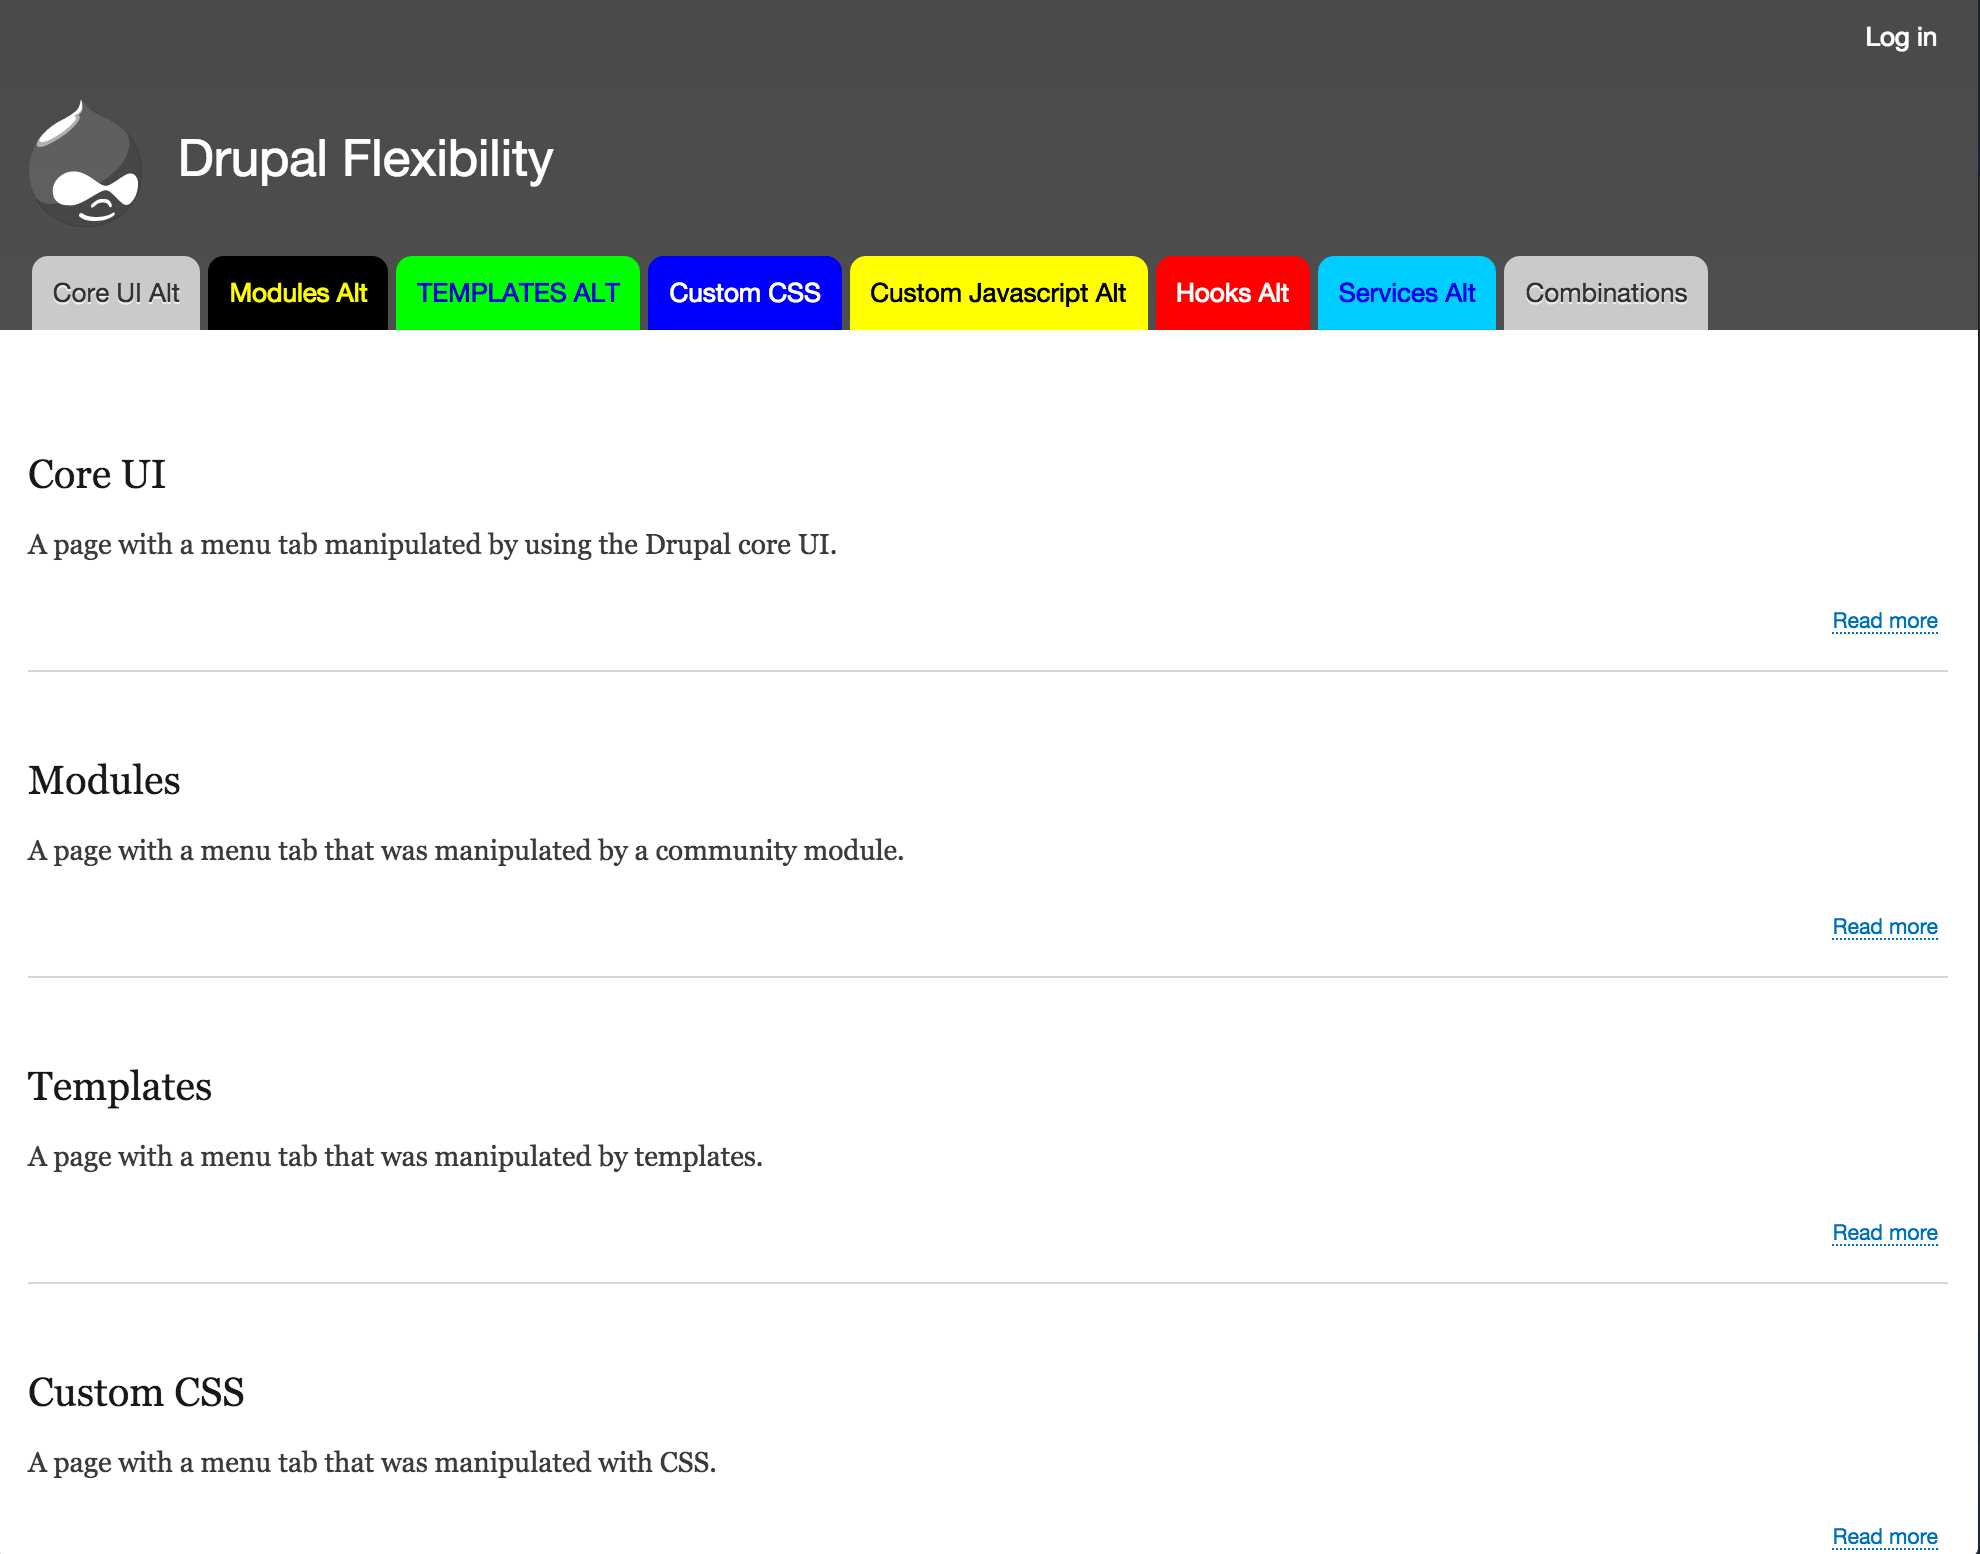 Log in
Drupal Flexibility
Core UI Alt
Modules Alt
TEMPLATES ALT
Custom CSS
Custom Javascript Alt
Hooks Alt
Services Alt
Combinations
Core UI
A page with a menu tab manipulated by using the Drupal core UI.
Read more
Modules
A page with a menu tab that was manipulated by a community module.
Read more
Templates
A page with a menu tab that was manipulated by templates.
Read more
Custom CSS
A page with a menu tab that was manipulated with CSS.
Read more